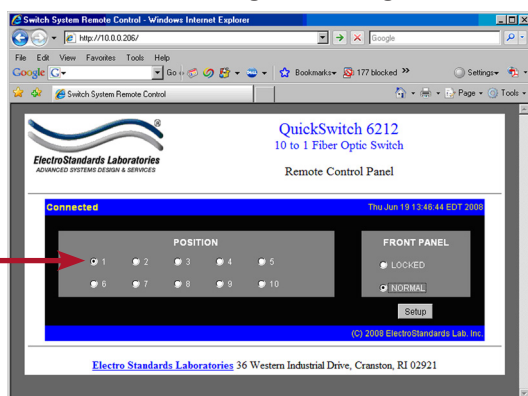 Switch System Remote Control - Windows Internet Explorer
http://10.0.0.206/
Google
File Edit View Favorites Tools Help
Google G Go Bookmarks 177 blocked Settings
Switch System Remote Control Page Tools
®
ElectroStandards Laboratories
ADVANCED SYSTEMS DESIGN & SERVICES
QuickSwitch 6212
10 to 1 Fiber Optic Switch
Remote Control Panel
Connected Thu Jun 19 13:46:44 EDT 2008
POSITION
1 2 3 4 5
6 7 8 9 10
FRONT PANEL
LOCKED
NORMAL
Setup
(C) 2008 ElectroStandards Lab. Inc.
Electro Standards Laboratories 36 Western Industrial Drive, Cranston, RI 02921